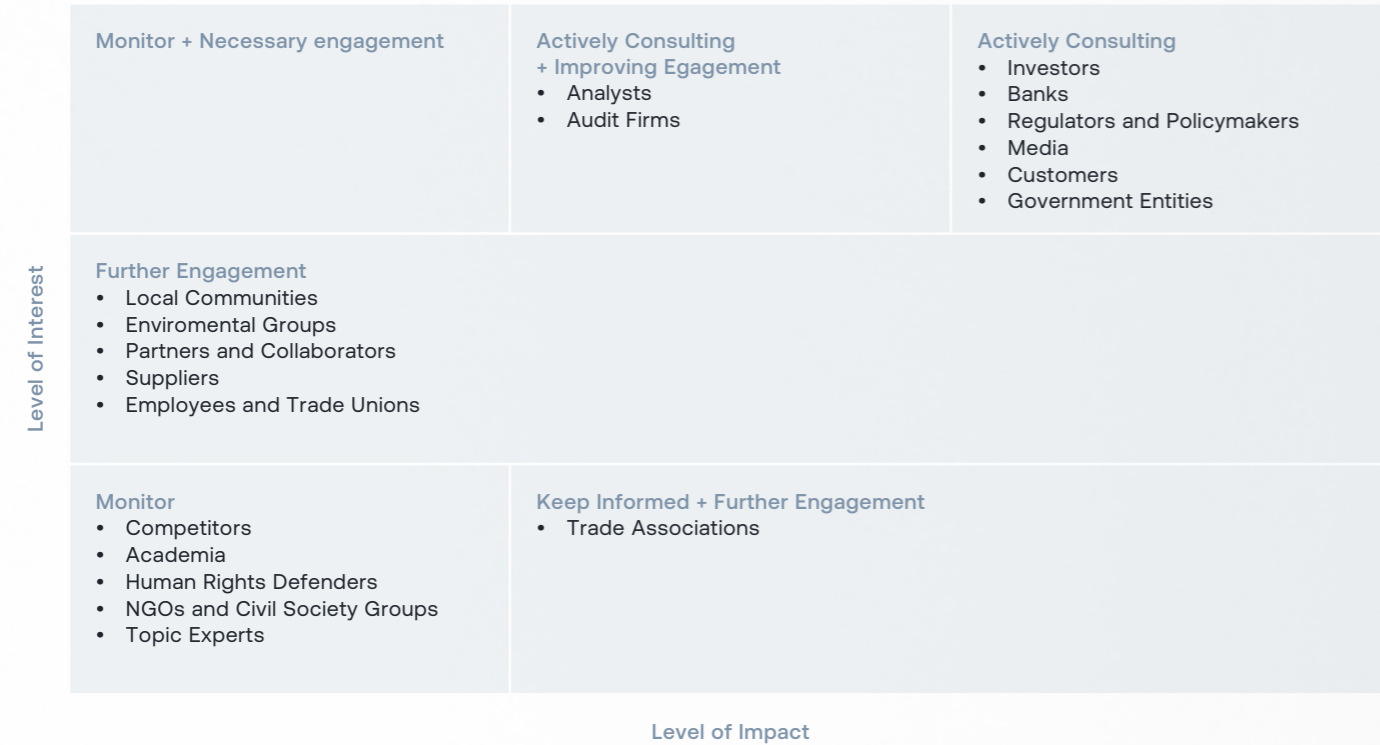 Monitor + Necessary engagement
Actively Consulting
+ Improving Egagement
• Analysts
• Audit Firms
Actively Consulting
• Investors
• Banks
• Regulators and Policymakers
• Media
• Customers
• Government Entities
Level of Interest
Further Engagement
• Local Communities
• Enviromental Groups
• Partners and Collaborators
• Suppliers
• Employees and Trade Unions
Monitor
• Competitors
• Academia
• Human Rights Defenders
• NGOs and Civil Society Groups
• Topic Experts
Keep Informed + Further Engagement
• Trade Associations
Level of Impact